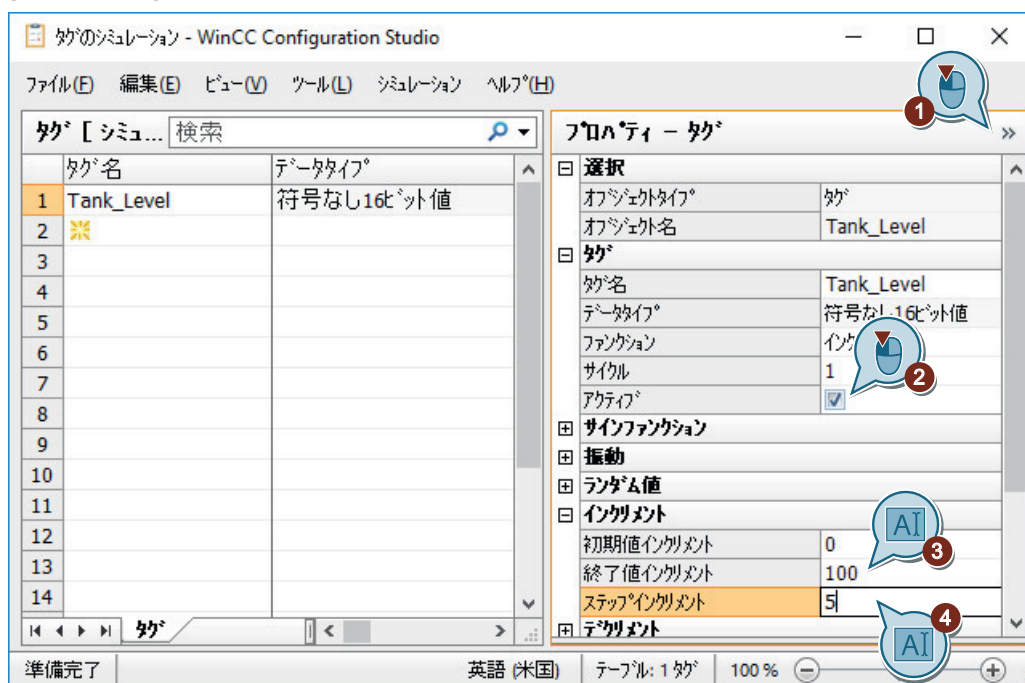 タグのシミュレーション - WinCC Configuration Studio
ファイル(F) 編集(E) ビュー(V) ツール(L) シミュレーション ヘルプ(H)
1
タグ [ シミュ... 検索
プロパティ - タグ
»
タグ名 データタイプ
1 Tank_Level 符号なし16ビット値
2
3
4
5
6
7
8
9
10
11
12
13
14
タグ
選択
オブジェクトタイプ タグ
オブジェクト名 Tank_Level
タグ
タグ名 Tank_Level
データタイプ 符号なし16ビット値
ファンクション
サイクル 1
2
アクティブ
サインファンクション
振動
ランダム値
インクリメント
初期値インクリメント 0
AI
3
終了値インクリメント 100
ステップインクリメント 5
4
AI
デクリメント
準備完了 英語 (米国) テーブル: 1 タグ 100 %